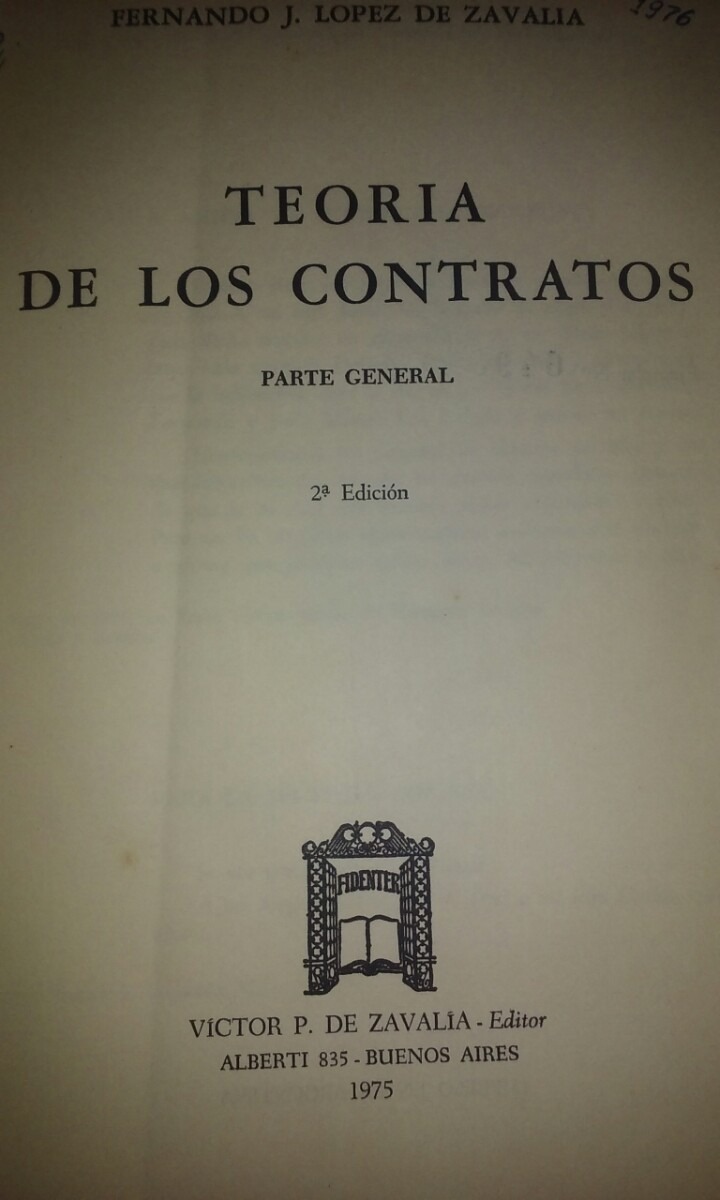 FERNANDO J. LOPEZ DE ZAVALIA
1976
TEORIA
DE LOS CONTRATOS
PARTE GENERAL
2ª Edición
FIDENTER
VÍCTOR P. DE ZAVALÍA - Editor
ALBERTI 835 - BUENOS AIRES
1975